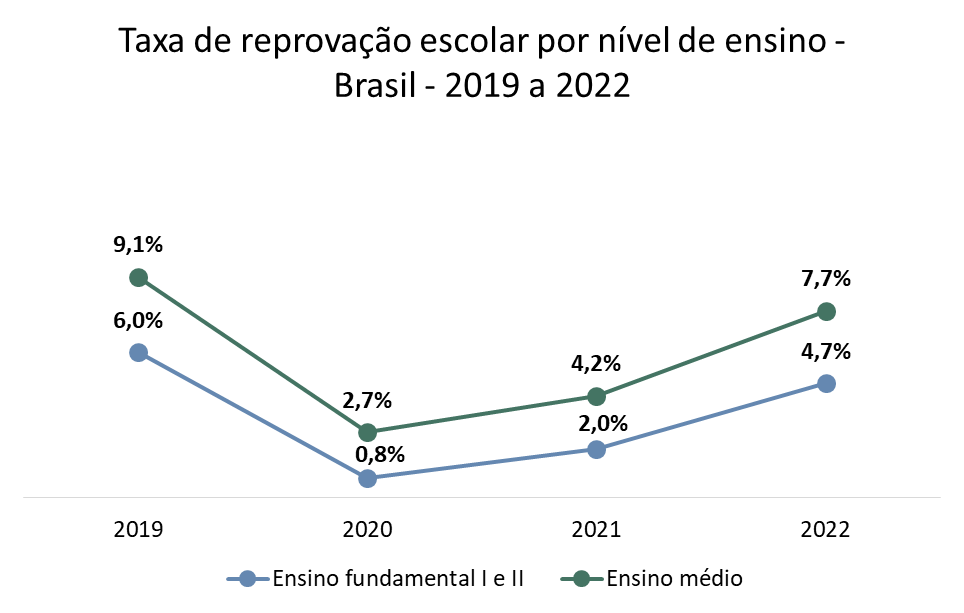 Taxa de reprovação escolar por nível de ensino -
Brasil - 2019 a 2022
9,1%
6,0%
2,7%
0,8%
4,2%
2,0%
7,7%
4,7%
2019 2020 2021 2022
Ensino fundamental I e II Ensino médio